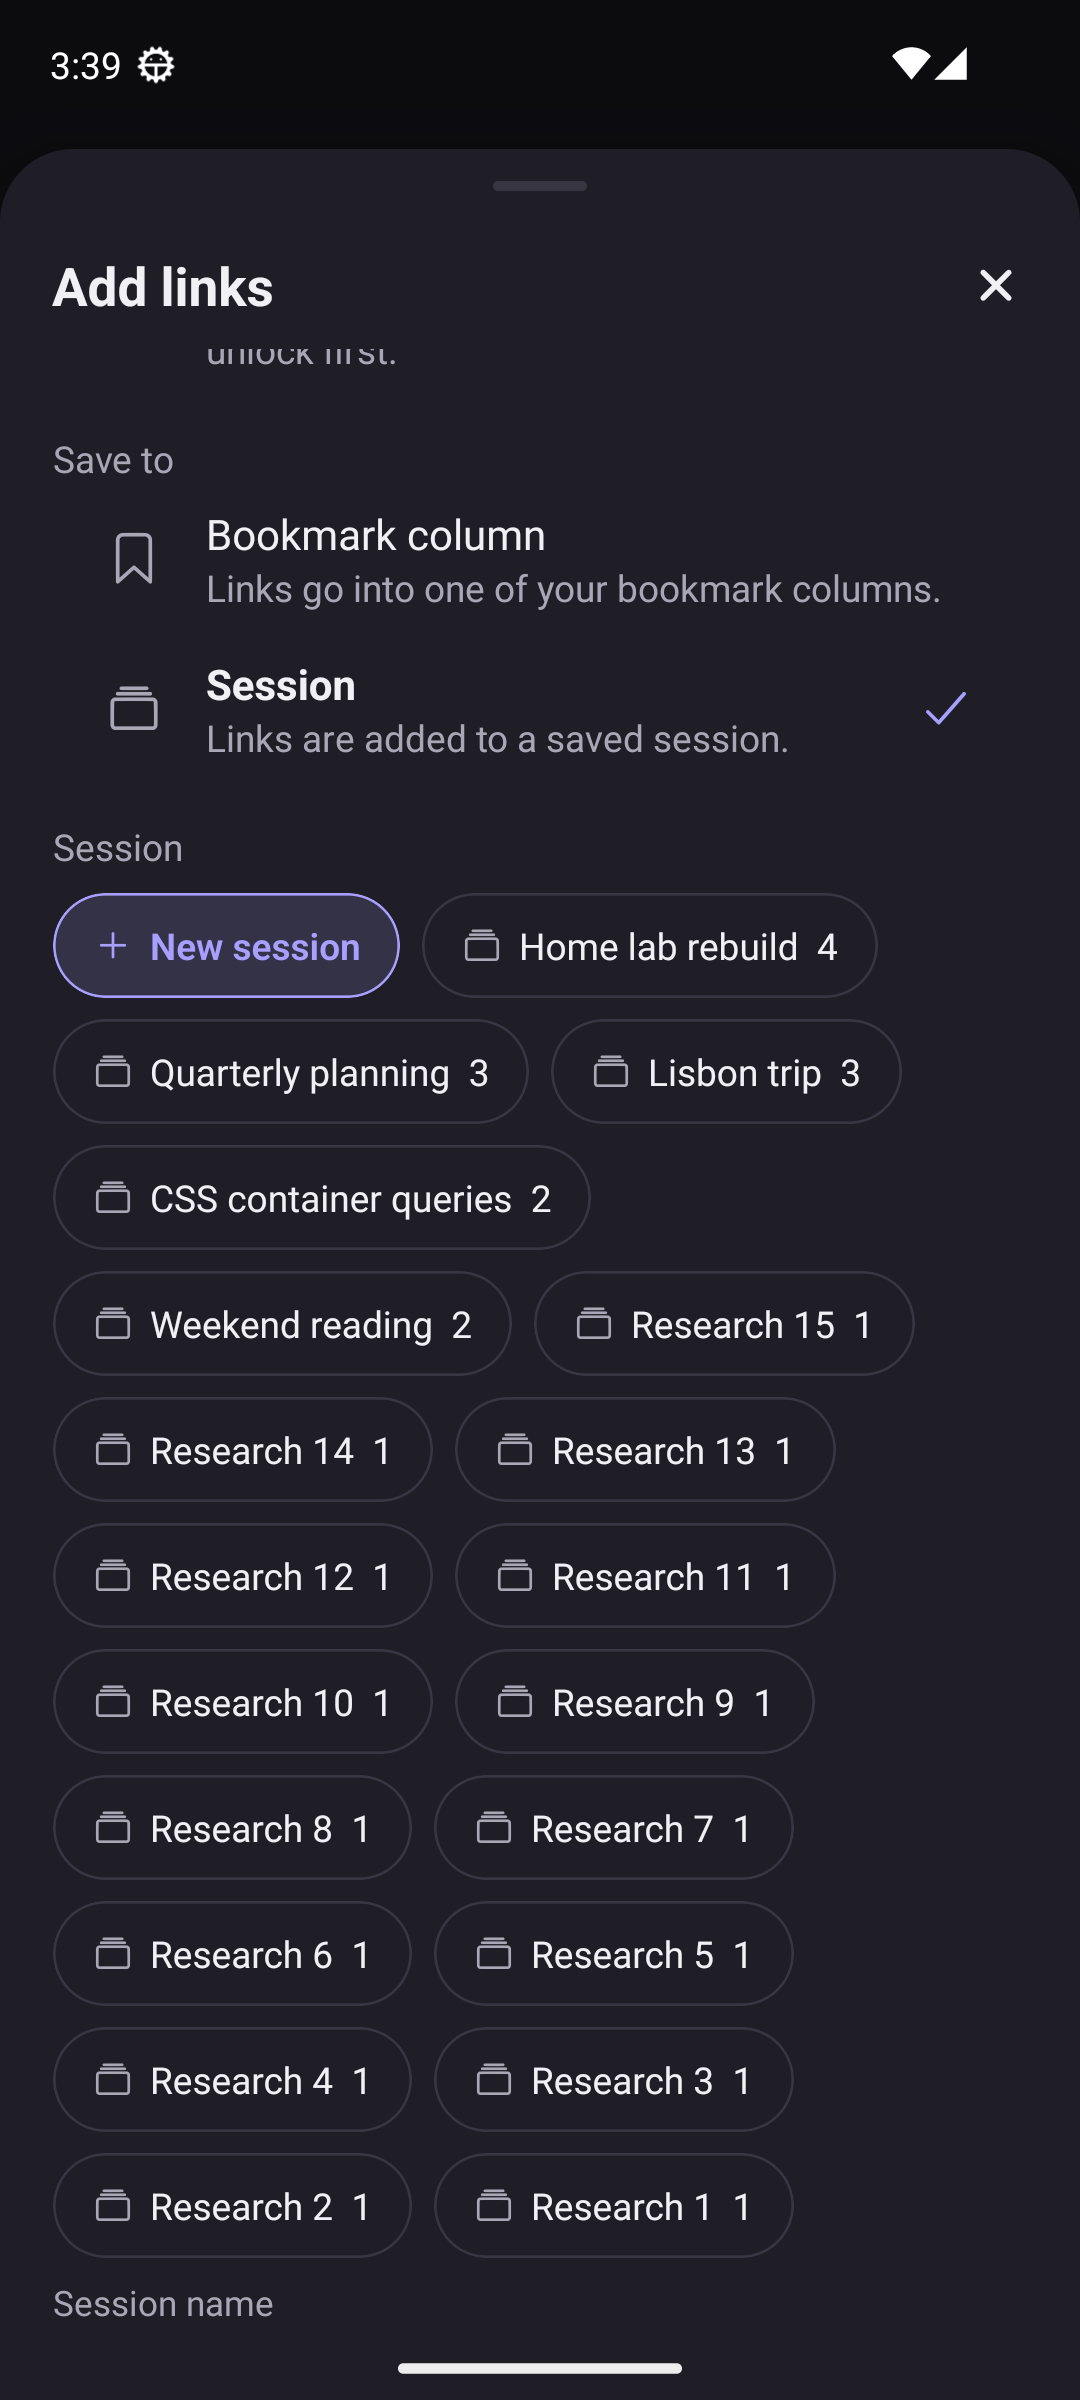 3:39
Add links
unlock first.
Save to
Bookmark column
Links go into one of your bookmark columns.
Session
Links are added to a saved session.
Session
New session
Home lab rebuild 4
Quarterly planning 3
Lisbon trip 3
CSS container queries 2
Weekend reading 2
Research 15 1
Research 14 1
Research 13 1
Research 12 1
Research 11 1
Research 10 1
Research 9 1
Research 8 1
Research 7 1
Research 6 1
Research 5 1
Research 4 1
Research 3 1
Research 2 1
Research 1 1
Session name